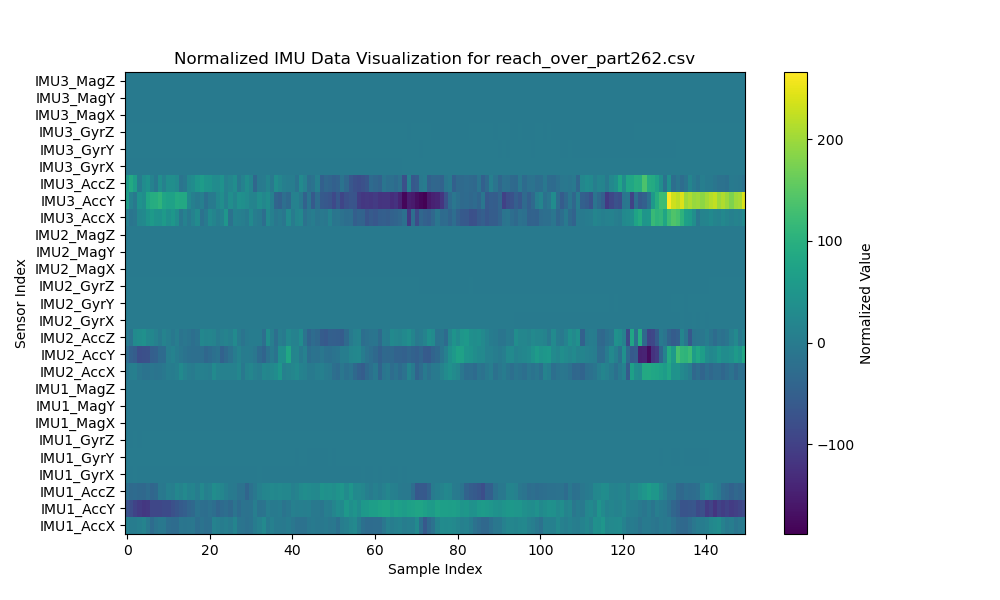 Normalized IMU Data Visualization for reach_over_part262.csv
IMU3_MagZ
IMU3_MagY
IMU3_MagX
IMU3_GyrZ
IMU3_GyrY
IMU3_GyrX
IMU3_AccZ
IMU3_AccY
IMU3_AccX
IMU2_MagZ
IMU2_MagY
IMU2_MagX
IMU2_GyrZ
IMU2_GyrY
IMU2_GyrX
IMU2_AccZ
IMU2_AccY
IMU2_AccX
IMU1_MagZ
IMU1_MagY
IMU1_MagX
IMU1_GyrZ
IMU1_GyrY
IMU1_GyrX
IMU1_AccZ
IMU1_AccY
IMU1_AccX
Sensor Index
0 20 40 60 80 100 120 140
Sample Index
200
100
0
−100
Normalized Value